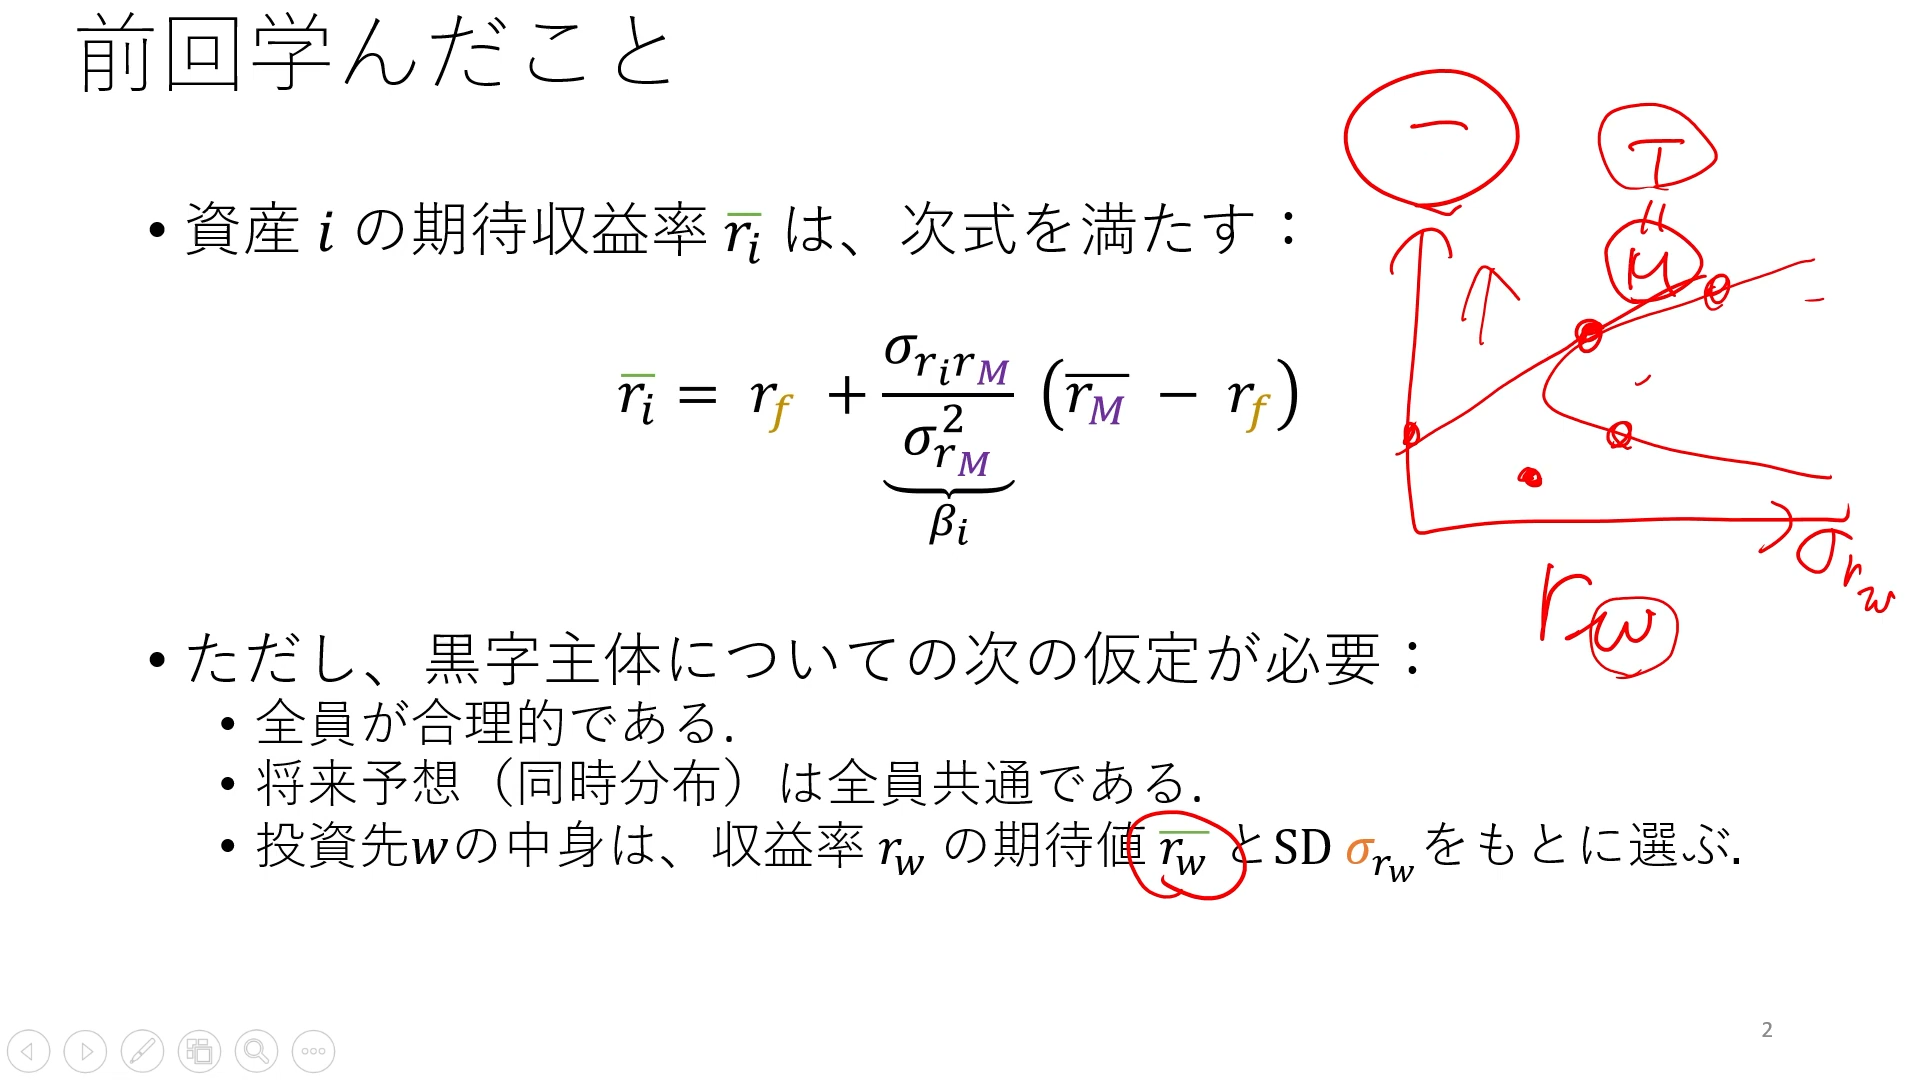 前回学んだこと
• 資産 i の期待収益率 r̅ᵢ は、次式を満たす：
r̅ᵢ = r_f + σ_{rᵢr_M} / σ_{r_M}² (r̅_M − r_f)
βᵢ
T
=
M
σ_{r_w}
r_w
• ただし、黒字主体についての次の仮定が必要：
• 全員が合理的である.
• 将来予想（同時分布）は全員共通である.
• 投資先wの中身は、収益率 r_w の期待値 r̅_w とSD σ_{r_w}をもとに選ぶ.
2